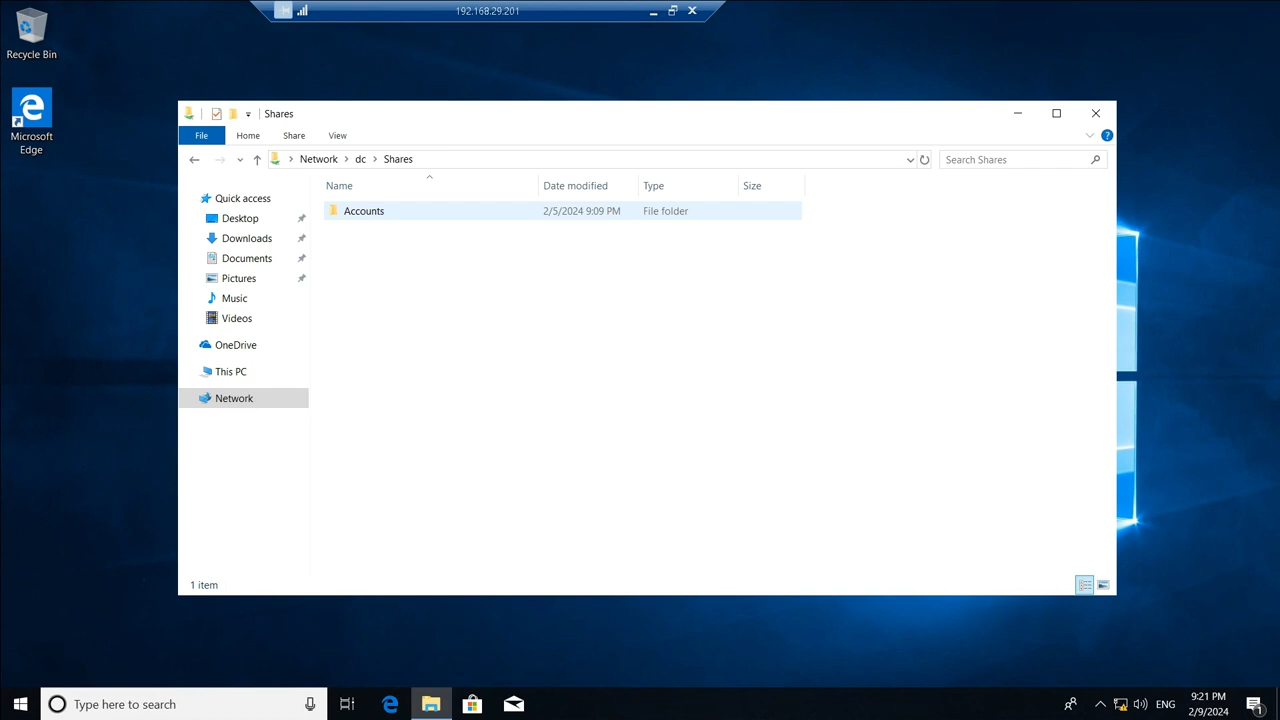 192.168.29.201
Recycle Bin
Microsoft
Edge
Shares
File
Home
Share
View
Network
dc
Shares
Search Shares
Name
Date modified
Type
Size
Accounts
2/5/2024 9:09 PM
File folder
Quick access
Desktop
Downloads
Documents
Pictures
Music
Videos
OneDrive
This PC
Network
1 item
Type here to search
ENG
9:21 PM
2/9/2024
1